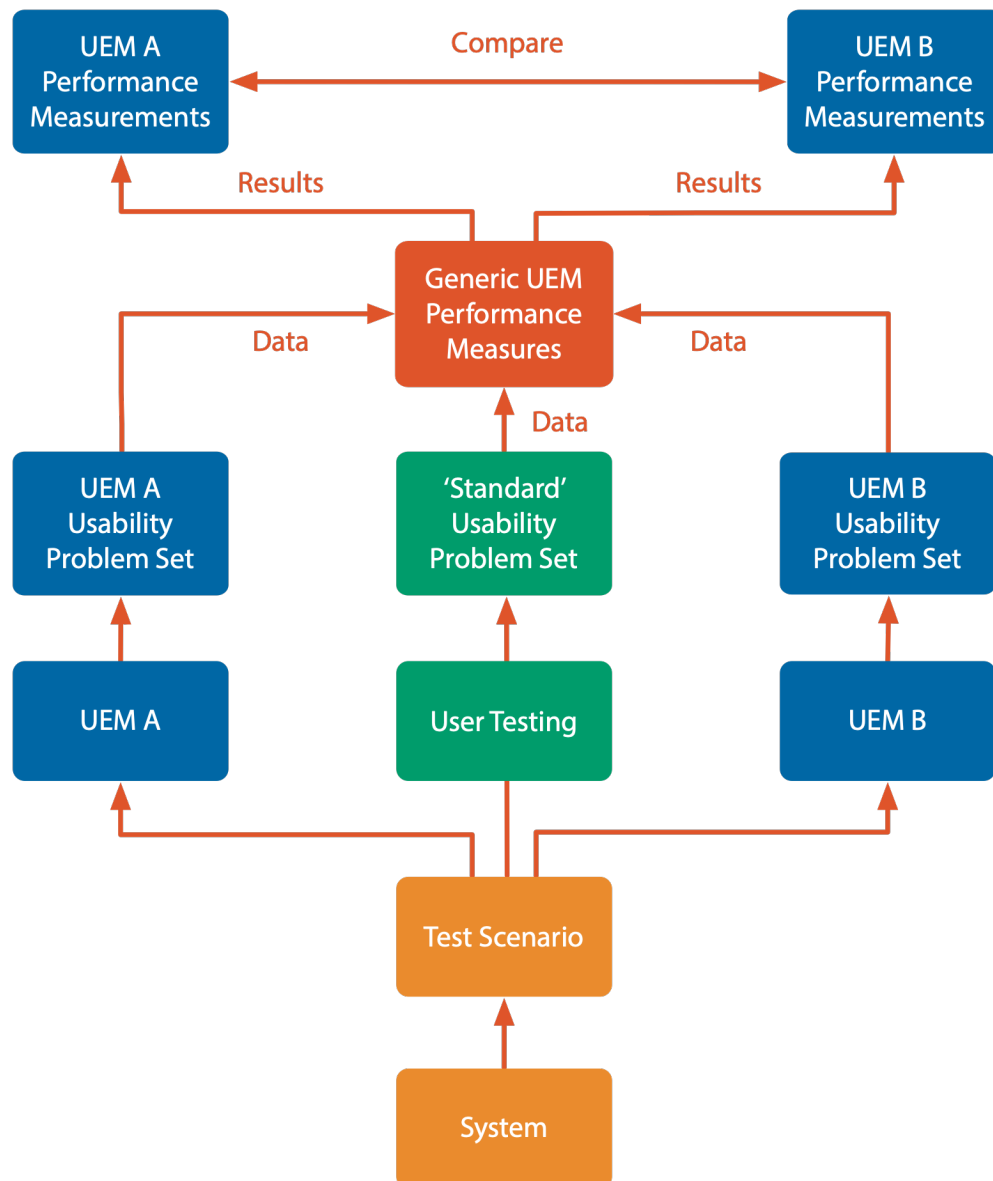 UEM A
Performance
Measurements
Compare
UEM B
Performance
Measurements
Results
Results
Generic UEM
Performance
Measures
Data
Data
Data
UEM A
Usability
Problem Set
‘Standard’
Usability
Problem Set
UEM B
Usability
Problem Set
UEM A
User Testing
UEM B
Test Scenario
System